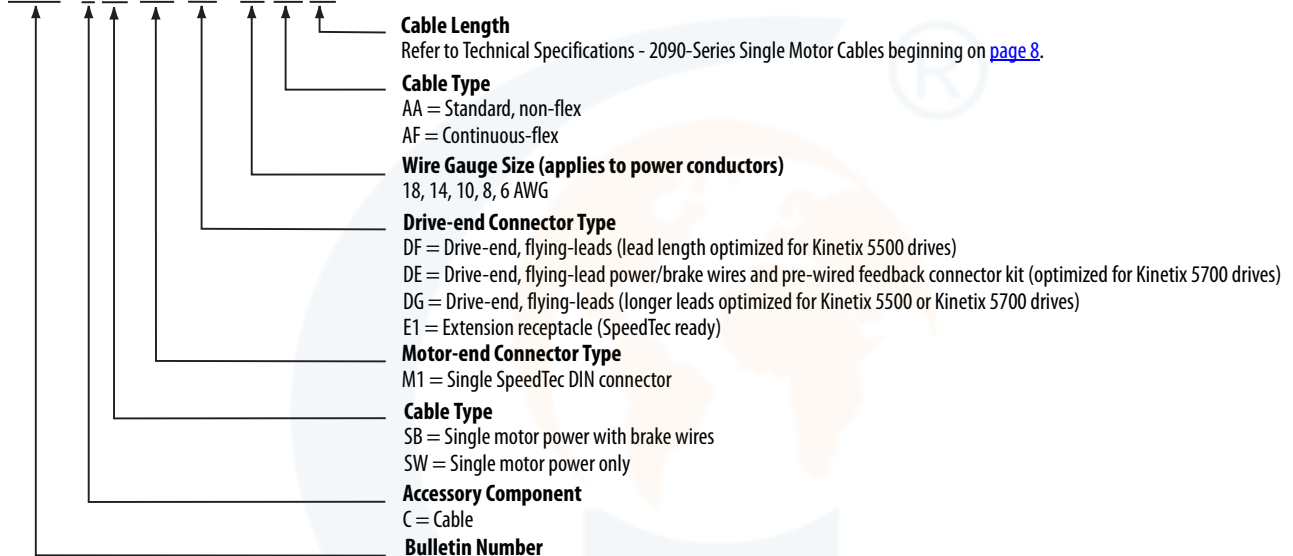 ®
Cable Length
Refer to Technical Specifications - 2090-Series Single Motor Cables beginning on page 8.
Cable Type
AA = Standard, non-flex
AF = Continuous-flex
Wire Gauge Size (applies to power conductors)
18, 14, 10, 8, 6 AWG
Drive-end Connector Type
DF = Drive-end, flying-leads (lead length optimized for Kinetix 5500 drives)
DE = Drive-end, flying-lead power/brake wires and pre-wired feedback connector kit (optimized for Kinetix 5700 drives)
DG = Drive-end, flying-leads (longer leads optimized for Kinetix 5500 or Kinetix 5700 drives)
E1 = Extension receptacle (SpeedTec ready)
Motor-end Connector Type
M1 = Single SpeedTec DIN connector
Cable Type
SB = Single motor power with brake wires
SW = Single motor power only
Accessory Component
C = Cable
Bulletin Number